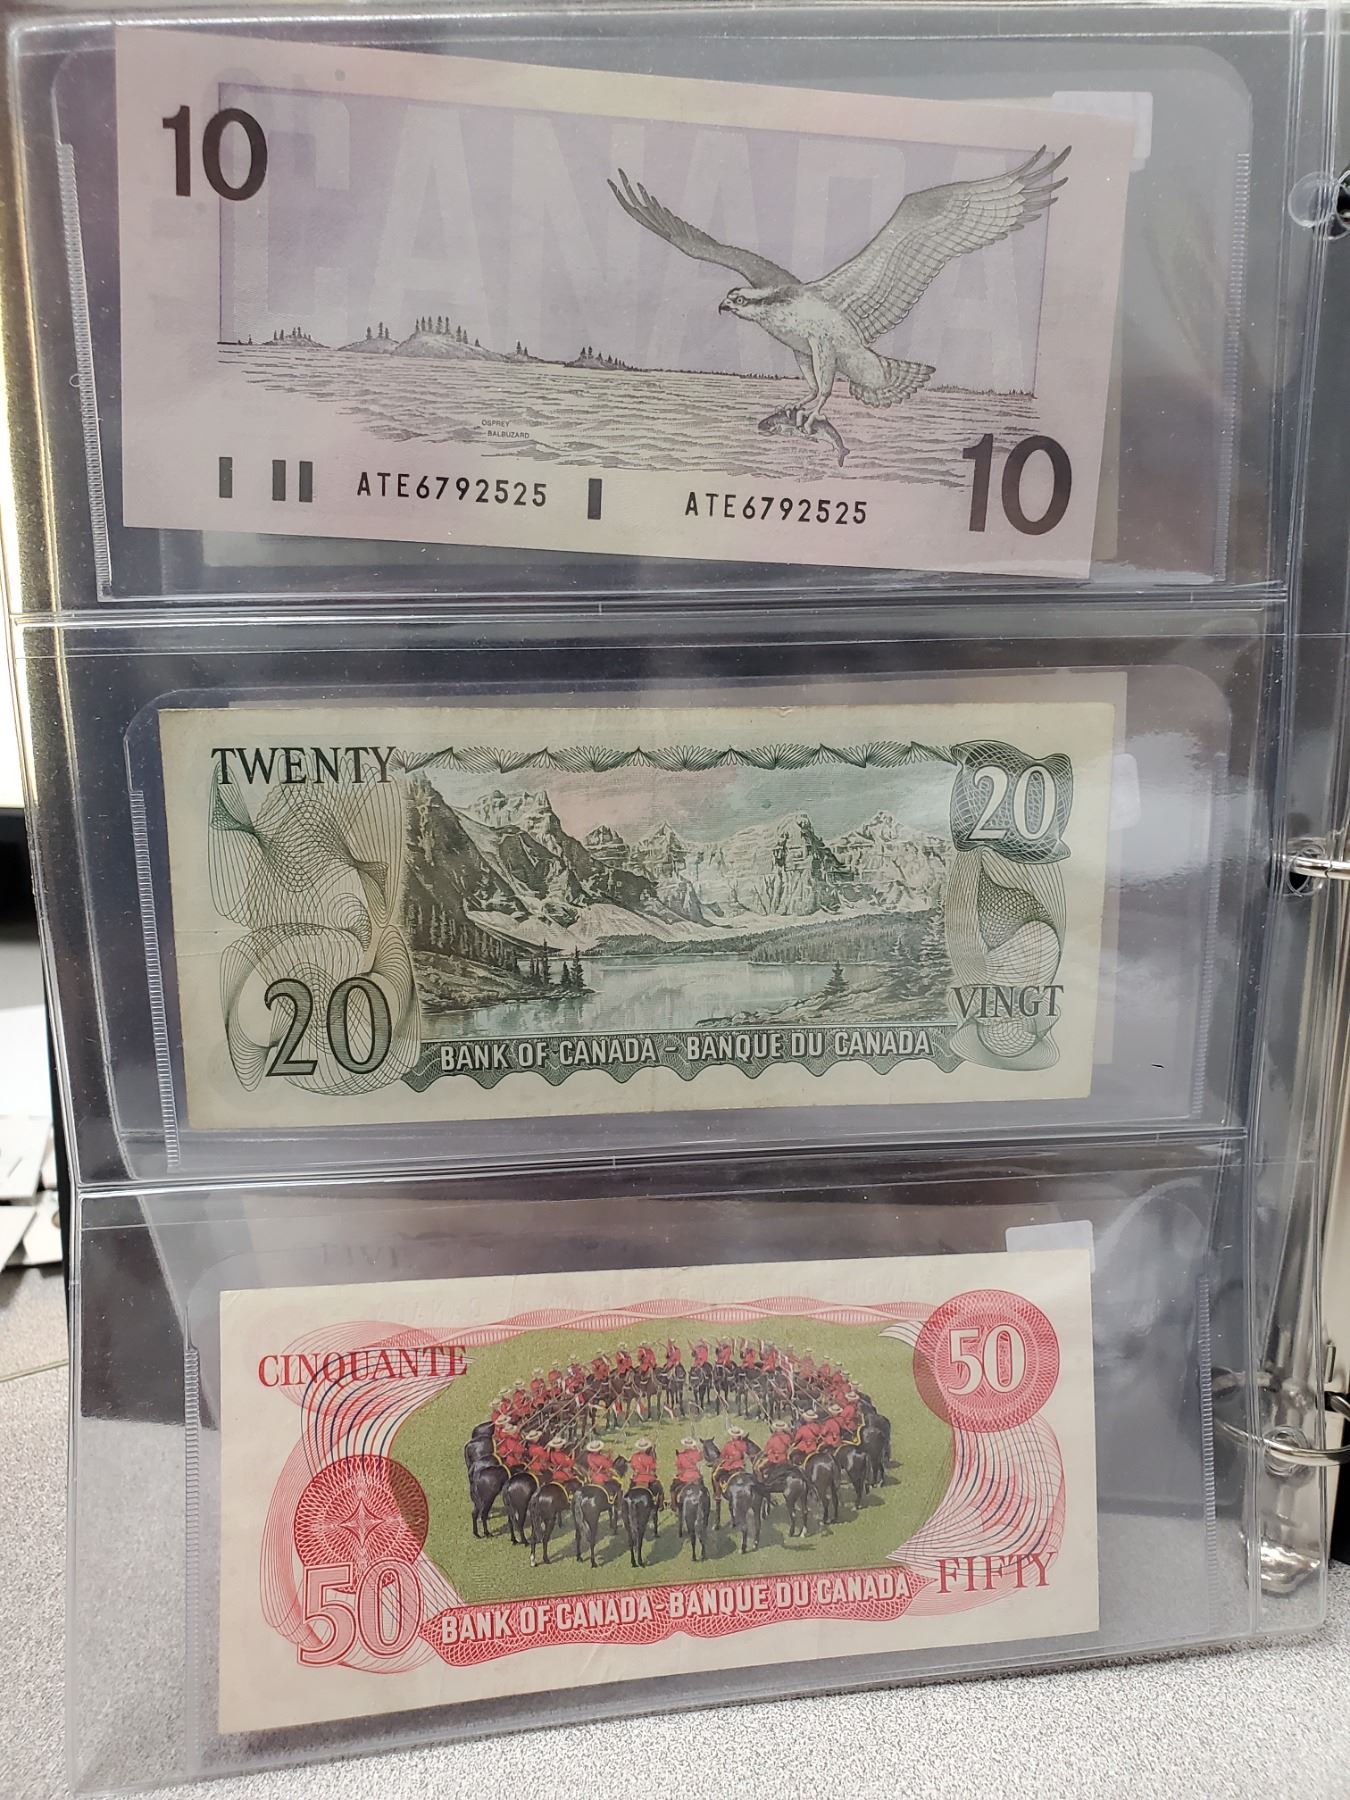 10
CANADA
OSPREY
BALBUZARD
ATE6792525 ATE6792525
10
TWENTY
20
20
VINGT
BANK OF CANADA - BANQUE DU CANADA
CINQUANTE
50
50
FIFTY
BANK OF CANADA - BANQUE DU CANADA